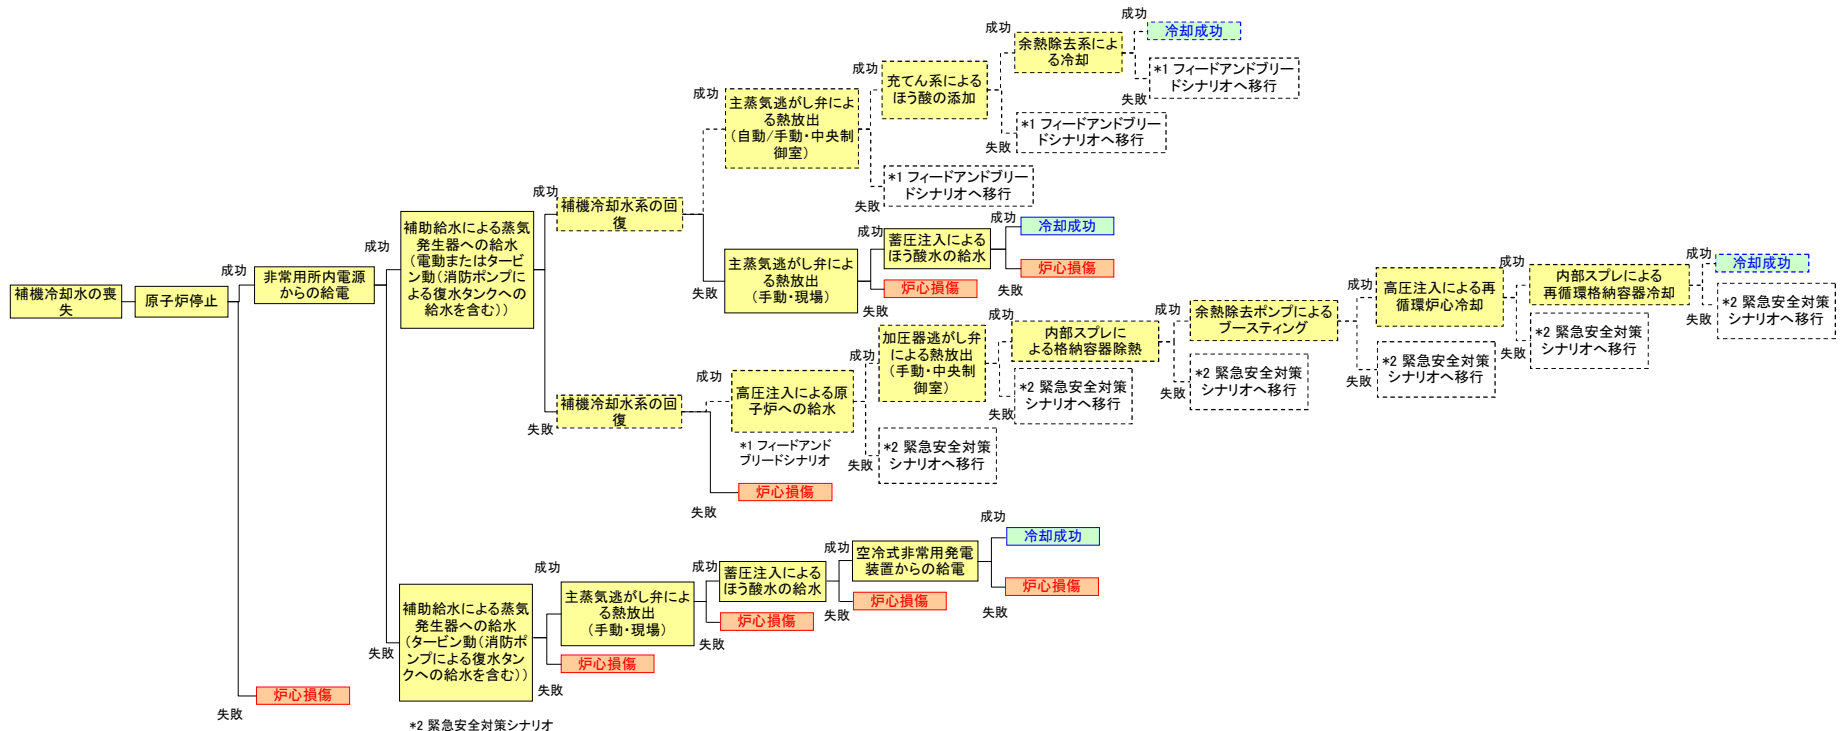 補機冷却水の喪
失
原子炉停止
成功
失敗
炉心損傷
非常用所内電源
からの給電
成功
失敗
補助給水による蒸気
発生器への給水
(電動またはタービ
ン動(消防ポンプに
よる復水タンクへの
給水を含む))
成功
失敗
補機冷却水系の回
復
成功
失敗
主蒸気逃がし弁によ
る熱放出
(自動/手動・中央制
御室)
成功
失敗
充てん系による
ほう酸の添加
成功
失敗
余熱除去系によ
る冷却
成功
失敗
冷却成功
*1 フィードアンドブリー
ドシナリオへ移行
*1 フィードアンドブリー
ドシナリオへ移行
*1 フィードアンドブリー
ドシナリオへ移行
主蒸気逃がし弁によ
る熱放出
(手動・現場)
成功
失敗
蓄圧注入による
ほう酸水の給水
成功
失敗
冷却成功
炉心損傷
炉心損傷
補機冷却水系の回
復
成功
失敗
高圧注入による原
子炉への給水
*1 フィードアンド
ブリードシナリオ
成功
失敗
加圧器逃がし弁
による熱放出
(手動・中央制
御室)
成功
失敗
内部スプレに
よる格納容器除熱
成功
失敗
余熱除去ポンプによる
ブースティング
成功
失敗
高圧注入による再
循環炉心冷却
成功
失敗
内部スプレによる
再循環格納容器冷却
成功
失敗
冷却成功
*2 緊急安全対策
シナリオへ移行
*2 緊急安全対策
シナリオへ移行
*2 緊急安全対策
シナリオへ移行
*2 緊急安全対策
シナリオへ移行
*2 緊急安全対策
シナリオへ移行
*2 緊急安全対策
シナリオへ移行
炉心損傷
補助給水による蒸気
発生器への給水
(タービン動(消防ポ
ンプによる復水タン
クへの給水を含む))
*2 緊急安全対策シナリオ
成功
失敗
主蒸気逃がし弁によ
る熱放出
(手動・現場)
炉心損傷
成功
失敗
蓄圧注入による
ほう酸水の給水
炉心損傷
成功
失敗
空冷式非常用発電
装置からの給電
炉心損傷
成功
失敗
冷却成功
炉心損傷